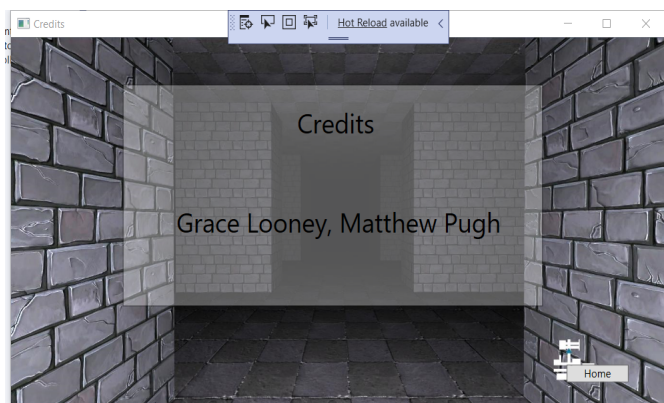 Credits
Hot Reload available
Credits
Grace Looney, Matthew Pugh
Home